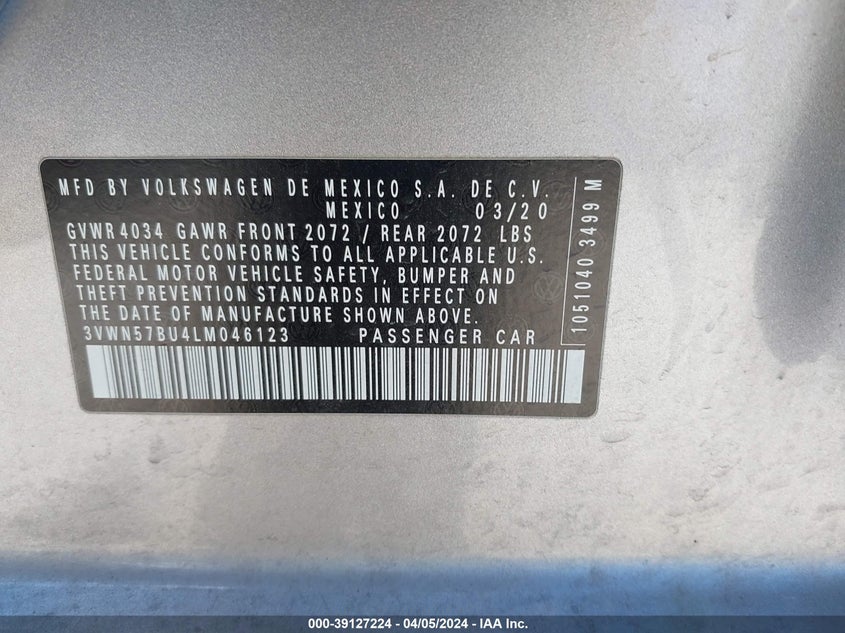 MFD BY VOLKSWAGEN DE MEXICO S.A. DE C.V.
MEXICO 03/20
GVWR 4034 GAWR FRONT 2072 / REAR 2072 LBS
THIS VEHICLE CONFORMS TO ALL APPLICABLE U.S.
FEDERAL MOTOR VEHICLE SAFETY, BUMPER AND
THEFT PREVENTION STANDARDS IN EFFECT ON
THE DATE OF MANUFACTURE SHOWN ABOVE.
3VWN57BU4LM046123 PASSENGER CAR
1051040 3499 M
000-39127224 - 04/05/2024 - IAA Inc.